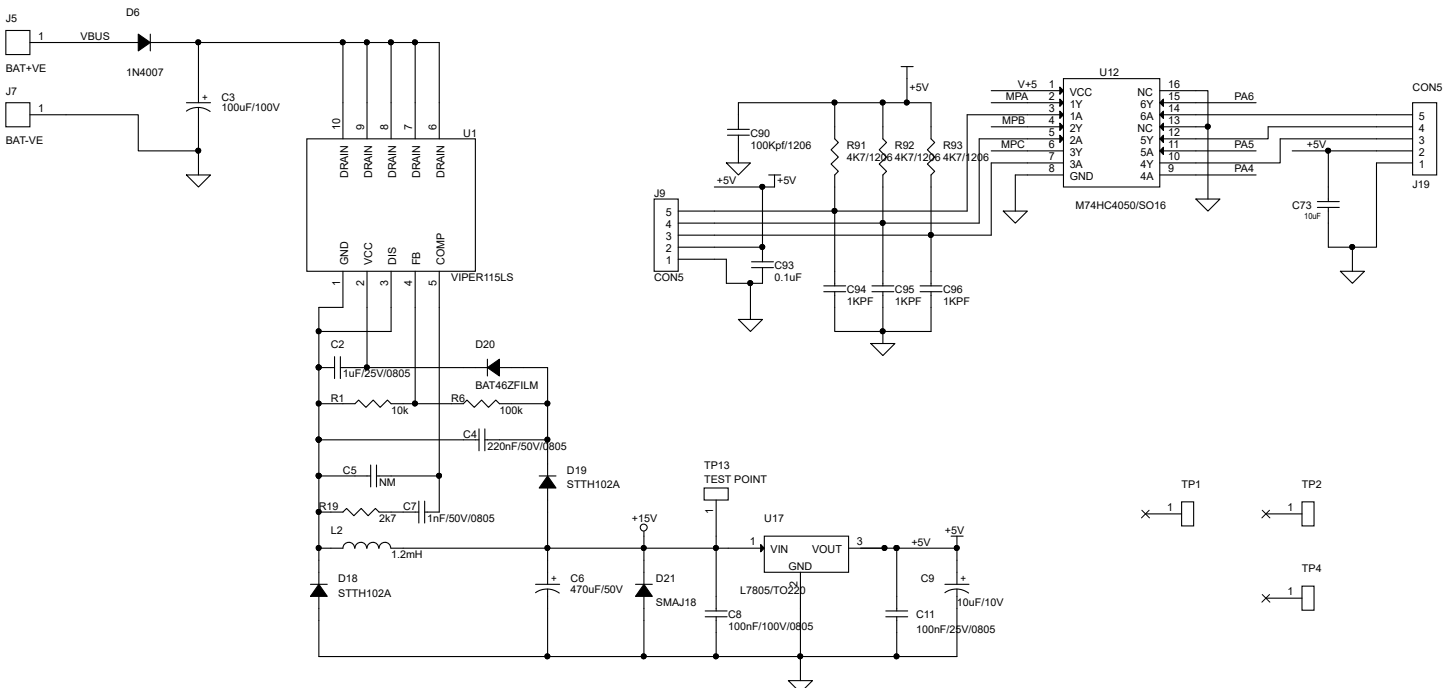 J5
1
VBUS
BAT+VE
D6
1N4007
J7
1
BAT-VE
C3
100uF/100V
+
10
9
8
7
6
U1
DRAIN
DRAIN
DRAIN
DRAIN
DRAIN
GND
VCC
DIS
FB
COMP
VIPER115LS
1
2
3
4
5
C2
1uF/25V/0805
D20
BAT46ZFILM
R1
10k
R6
100k
C4
220nF/50V/0805
C5
NM
D19
STTH102A
R19
2k7
C7
1nF/50V/0805
L2
1.2mH
D18
STTH102A
+
C6
470uF/50V
+15V
D21
SMAJ18
TP13
TEST POINT
1
C8
100nF/100V/0805
U17
1
VIN
VOUT
3
GND
2
L7805/TO220
+5V
+5V
C9
+
10uF/10V
C11
100nF/25V/0805
+5V
C90
100Kpf/1206
R91
4K7/1206
R92
4K7/1206
R93
4K7/1206
+5V
+5V
J9
5
4
3
2
1
CON5
C93
0.1uF
C94
1KPF
C95
1KPF
C96
1KPF
U12
V+5
1
VCC
MPA
2
1Y
3
1A
MPB
4
2Y
5
2A
MPC
6
3Y
7
3A
8
GND
NC
16
6Y
15
PA6
6A
14
NC
13
5Y
12
5A
11
PA5
4Y
10
4A
9
PA4
M74HC4050/SO16
CON5
5
4
3
2
1
J19
+5V
C73
10uF
TP1
1
TP2
1
TP4
1